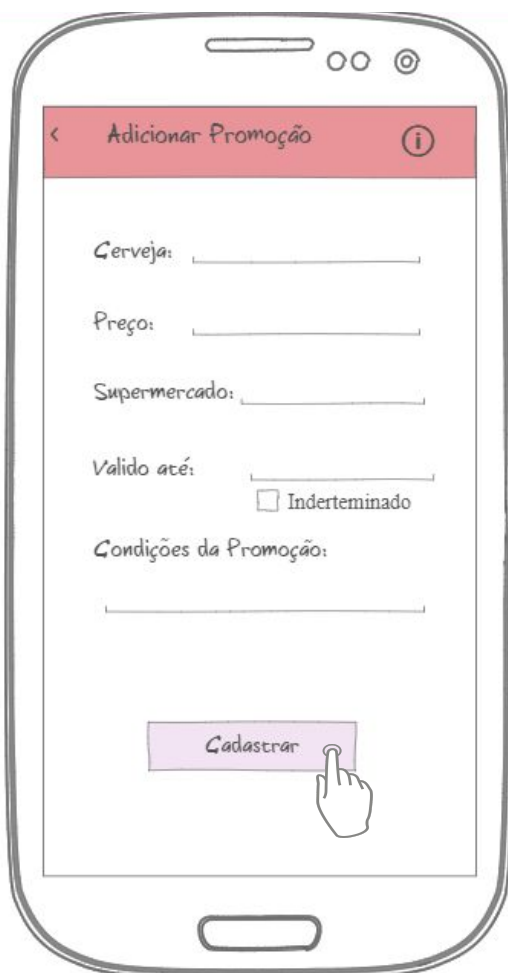 < Adicionar Promoção i
Cerveja:
Preço:
Supermercado:
Valido até:
Inderteminado
Condições da Promoção:
Cadastrar